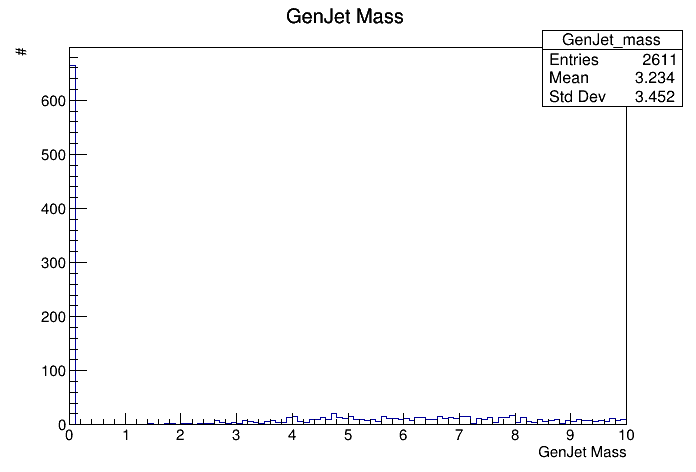 GenJet Mass
#
GenJet_mass
Entries 2611
Mean 3.234
Std Dev 3.452
600
500
400
300
200
100
0
0 1 2 3 4 5 6 7 8 9 10
GenJet Mass